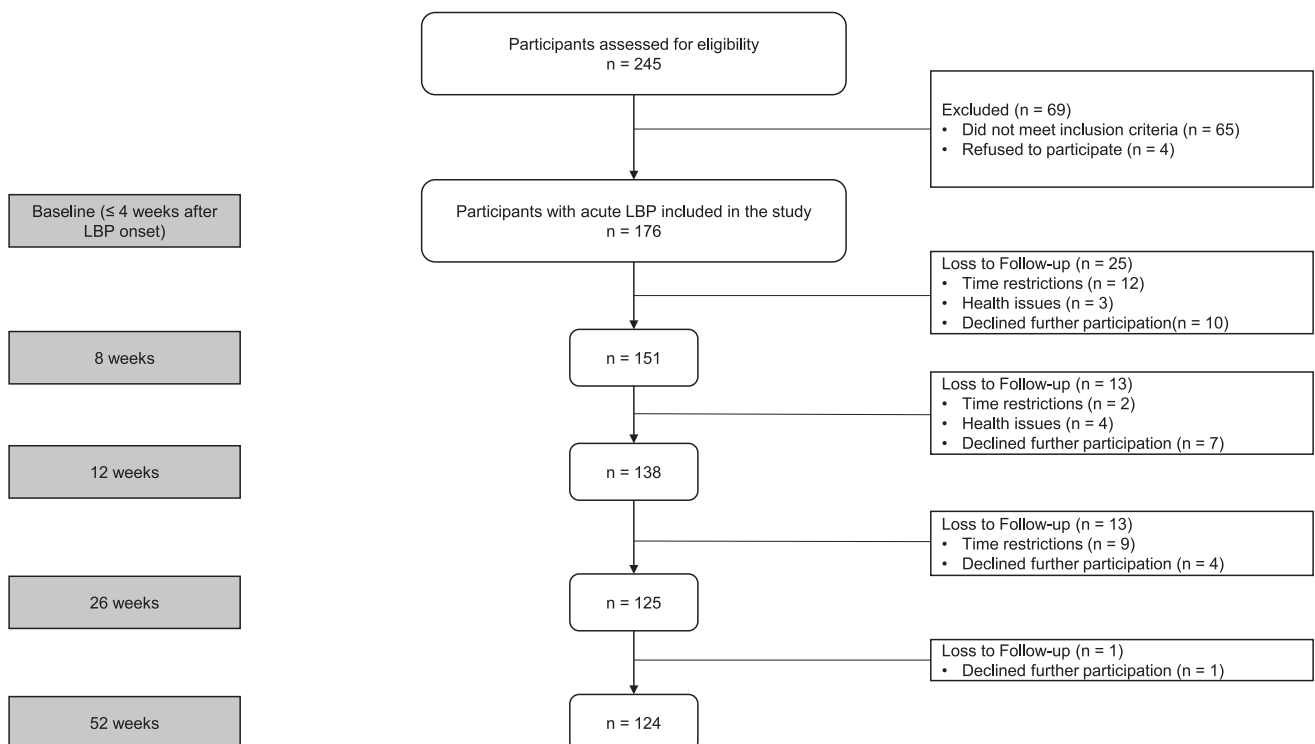 Participants assessed for eligibility
n = 245
Excluded (n = 69)
• Did not meet inclusion criteria (n = 65)
• Refused to participate (n = 4)
Baseline (≤ 4 weeks after
LBP onset)
Participants with acute LBP included in the study
n = 176
Loss to Follow-up (n = 25)
• Time restrictions (n = 12)
• Health issues (n = 3)
• Declined further participation(n = 10)
8 weeks
n = 151
Loss to Follow-up (n = 13)
• Time restrictions (n = 2)
• Health issues (n = 4)
• Declined further participation (n = 7)
12 weeks
n = 138
Loss to Follow-up (n = 13)
• Time restrictions (n = 9)
• Declined further participation (n = 4)
26 weeks
n = 125
Loss to Follow-up (n = 1)
• Declined further participation (n = 1)
52 weeks
n = 124